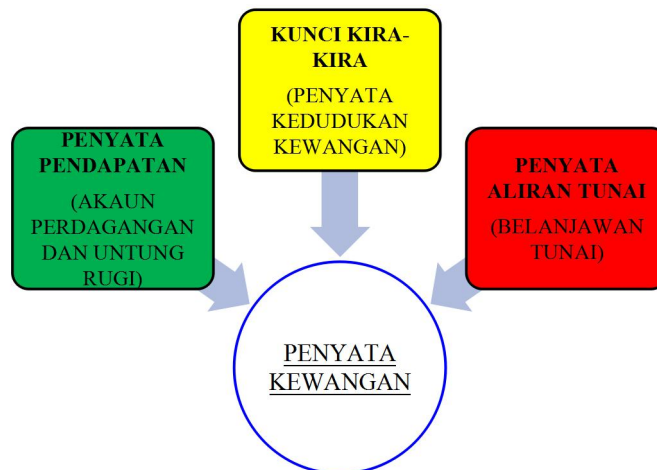 KUNCI KIRA-
KIRA
(PENYATA
KEDUDUKAN
KEWANGAN)
PENYATA
PENDAPATAN
(AKAUN
PERDAGANGAN
DAN UNTUNG
RUGI)
PENYATA
ALIRAN TUNAI
(BELANJAWAN
TUNAI)
PENYATA
KEWANGAN